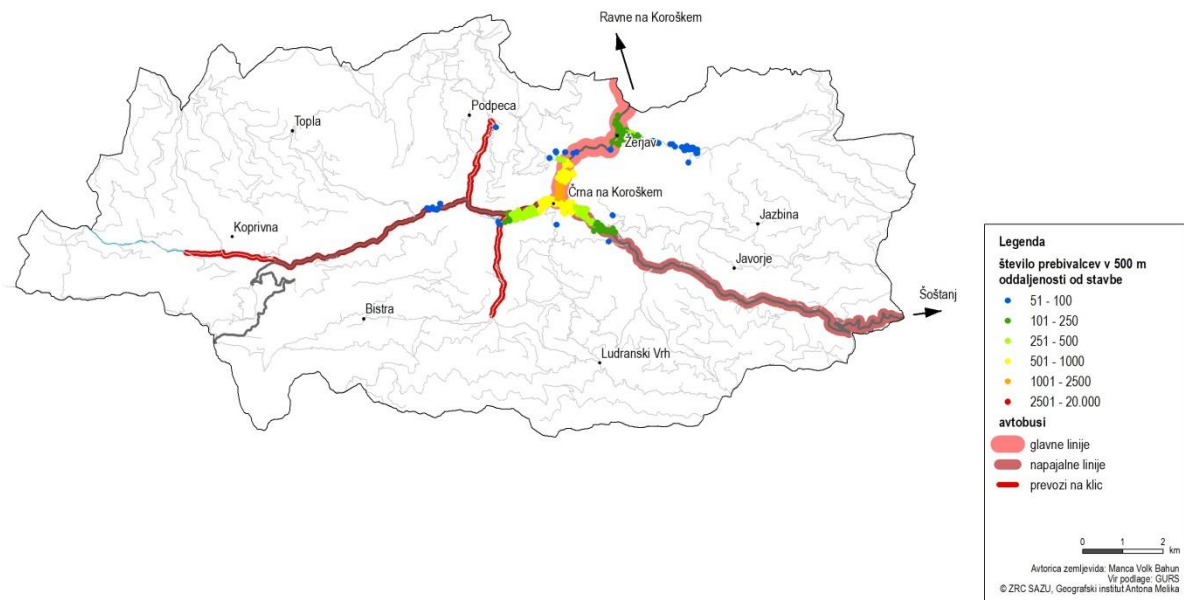 Ravne na Koroškem
Podpeca
Topla
Žerjav
Črna na Koroškem
Jazbina
Koprivna
Javorje
Šoštanj
Bistra
Ludranski Vrh
Legenda
število prebivalcev v 500 m
oddaljenosti od stavbe
51 - 100
101 - 250
251 - 500
501 - 1000
1001 - 2500
2501 - 20.000
avtobusi
glavne linije
napajalne linije
prevozi na klic
0 1 2
km
Avtorica zemljevida: Manca Volk Bahun
Vir podlage: GURS
© ZRC SAZU, Geografski institut Antona Melika